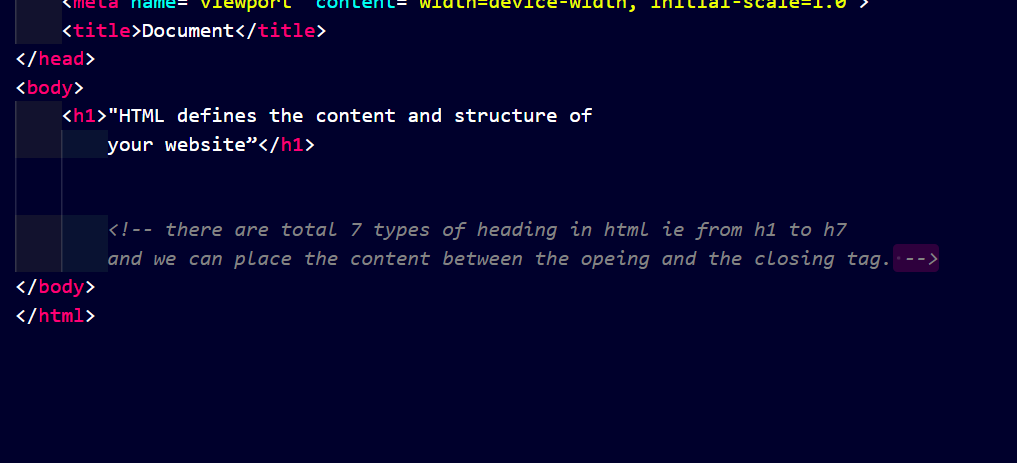 <meta name="viewport" content="width=device-width, initial-scale=1.0">
<title>Document</title>
</head>
<body>
<h1>"HTML defines the content and structure of
your website”</h1>
<!-- there are total 7 types of heading in html ie from h1 to h7
and we can place the content between the opeing and the closing tag. -->
</body>
</html>